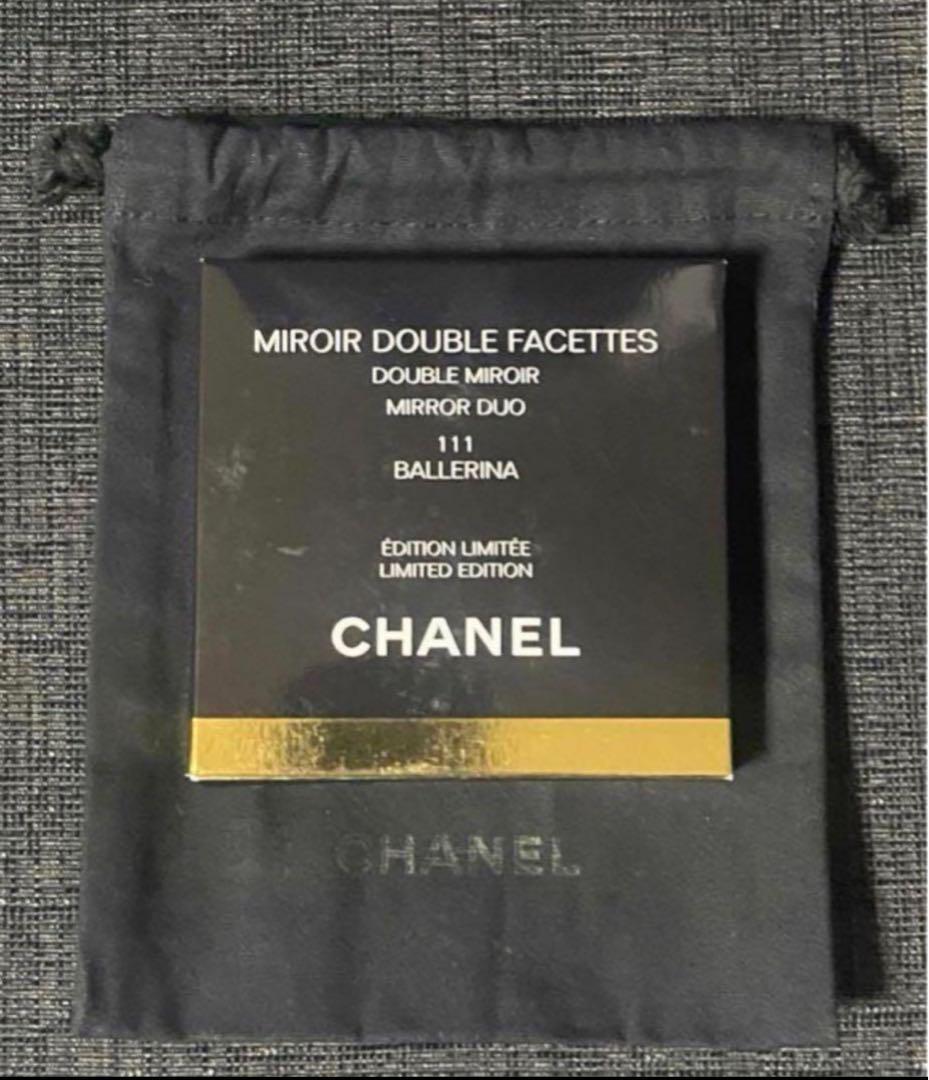 MIROIR DOUBLE FACETTES
DOUBLE MIROIR
MIRROR DUO
111
BALLERINA
ÉDITION LIMITÉE
LIMITED EDITION
CHANEL
CHANEL